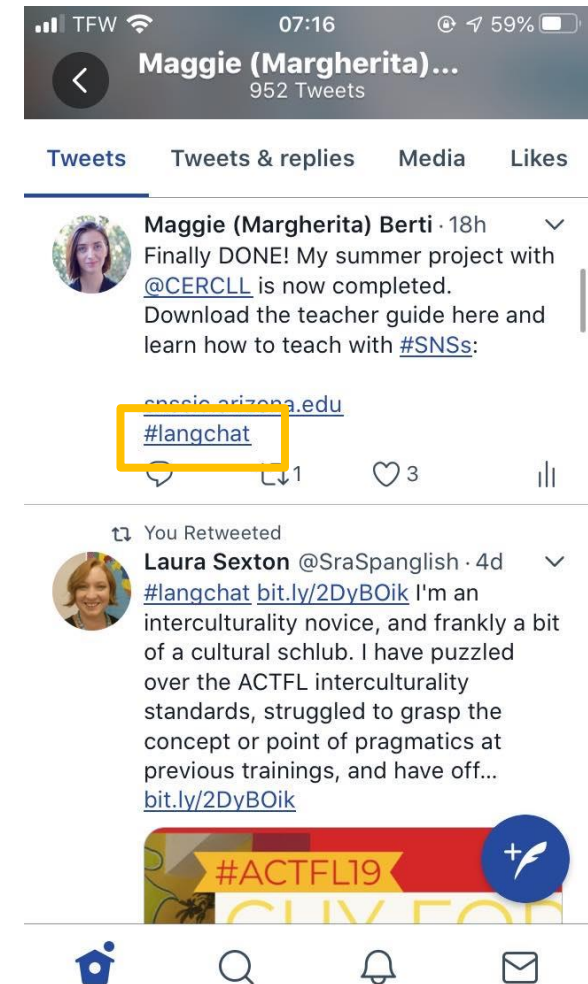 TFW 07:16 59%
Maggie (Margherita)...
952 Tweets
Tweets Tweets & replies Media Likes
Maggie (Margherita) Berti · 18h
Finally DONE! My summer project with
@CERCLL is now completed.
Download the teacher guide here and
learn how to teach with #SNSs:
snssic.arizona.edu
#langchat
1 3
You Retweeted
Laura Sexton @SraSpanglish · 4d
#langchat bit.ly/2DyBOik I'm an
interculturality novice, and frankly a bit
of a cultural schlub. I have puzzled
over the ACTFL interculturality
standards, struggled to grasp the
concept or point of pragmatics at
previous trainings, and have off...
bit.ly/2DyBOik
#ACTFL19